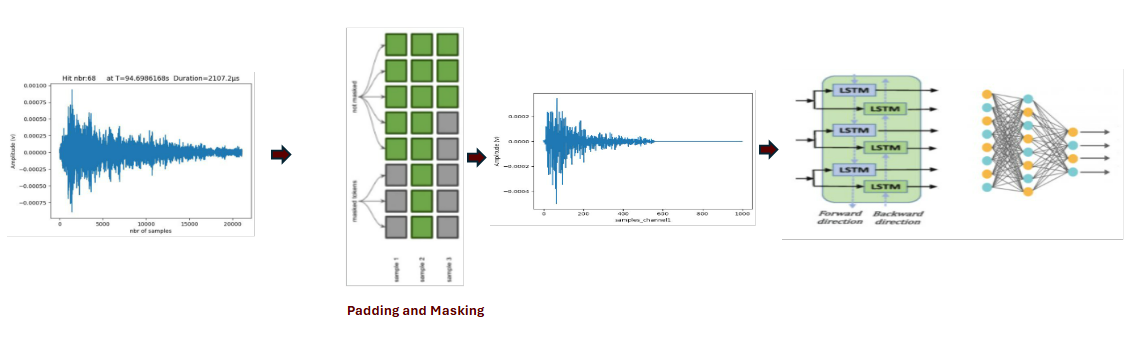 Hit nbr:68 at T=94.6986168s Duration=2107.2µs
0.00100
0.00075
0.00050
0.00025
0.00000
−0.00025
−0.00050
−0.00075
Amplitude (v)
0 5000 10000 15000 20000
nbr of samples
not masked
masked tokens
sample 1
sample 2
sample 3
Padding and Masking
0.0002
0.0000
−0.0002
−0.0004
Amplitude (V
0 200 400 600 800 1000
samples_channel1
LSTM
LSTM
LSTM
LSTM
LSTM
LSTM
Forward Backward
direction direction